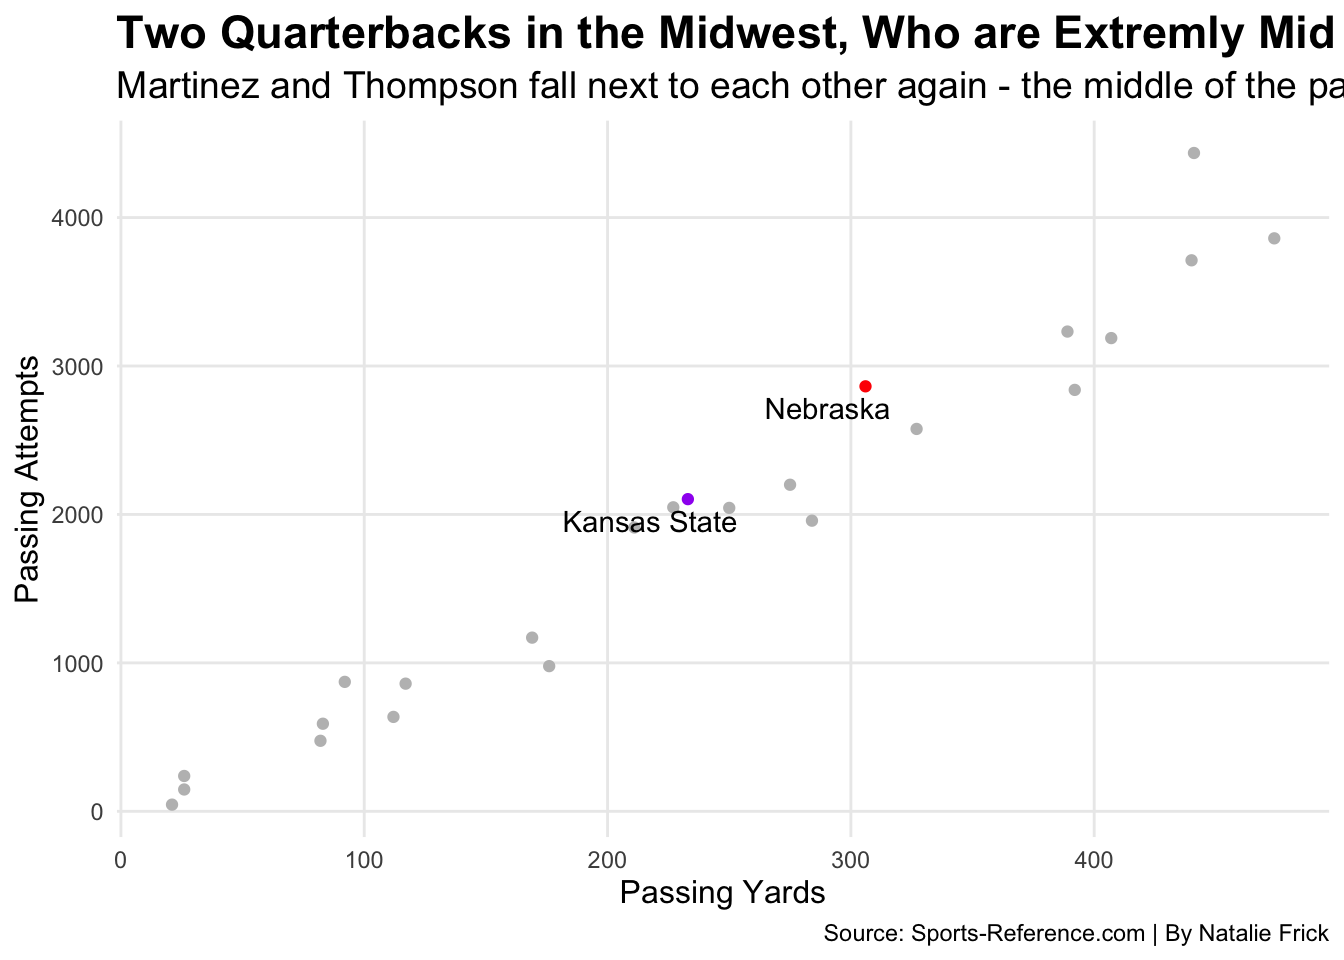 Two Quarterbacks in the Midwest, Who are Extremly Mid
Martinez and Thompson fall next to each other again - the middle of the pa
4000
3000
2000
1000
0
Passing Attempts
Nebraska
Kansas State
0 100 200 300 400
Passing Yards
Source: Sports-Reference.com | By Natalie Frick